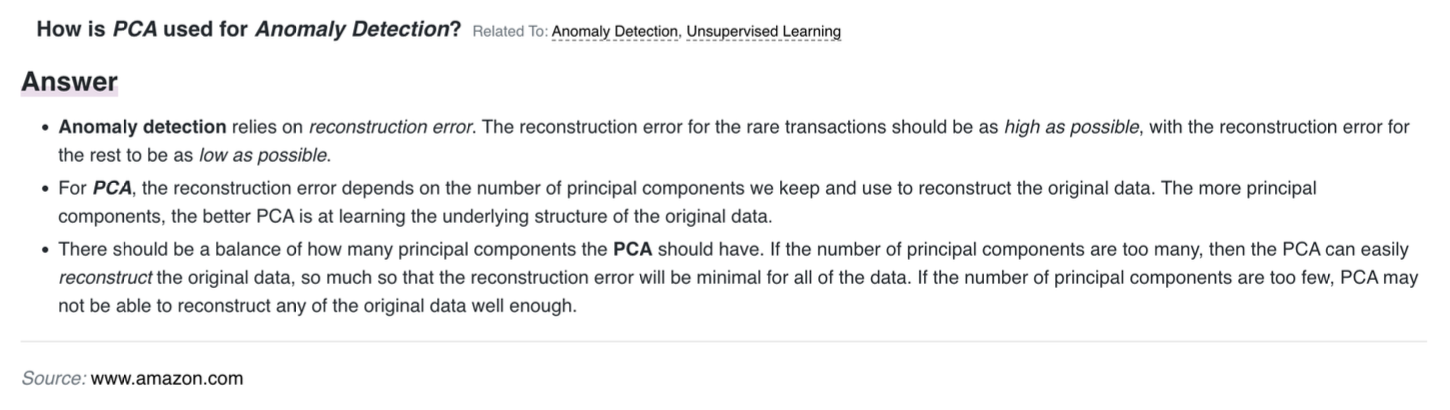 How is PCA used for Anomaly Detection? Related To: Anomaly Detection, Unsupervised Learning
Answer
• Anomaly detection relies on reconstruction error. The reconstruction error for the rare transactions should be as high as possible, with the reconstruction error for
the rest to be as low as possible.
• For PCA, the reconstruction error depends on the number of principal components we keep and use to reconstruct the original data. The more principal
components, the better PCA is at learning the underlying structure of the original data.
• There should be a balance of how many principal components the PCA should have. If the number of principal components are too many, then the PCA can easily
reconstruct the original data, so much so that the reconstruction error will be minimal for all of the data. If the number of principal components are too few, PCA may
not be able to reconstruct any of the original data well enough.
Source: www.amazon.com